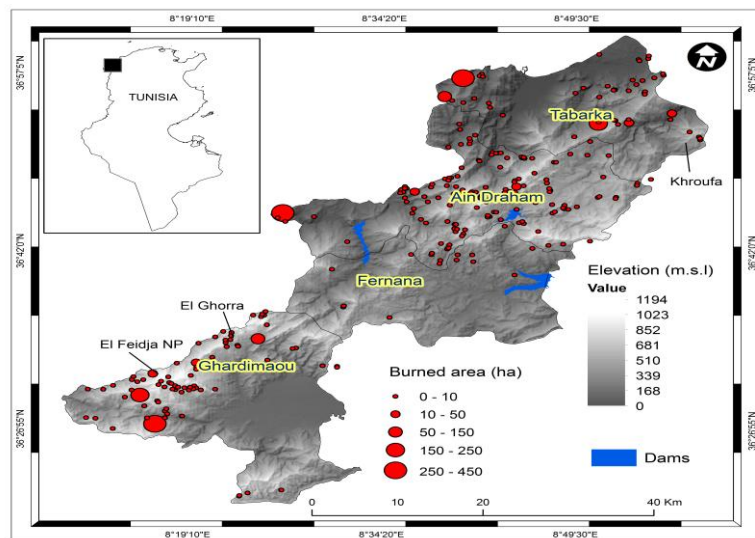 8°19'10"E 8°34'20"E 8°49'30"E
36°57'5"N
36°57'5"N
36°42'0"N
36°42'0"N
36°26'55"N
36°26'55"N
N
TUNISIA
Tabarka
Khroufa
Ain Draham
Fernana
El Ghorra
El Feidja NP
Ghardimaou
Elevation (m.s.l)
Value
1194
1023
852
681
510
339
168
0
Burned area (ha)
0 - 10
10 - 50
50 - 150
150 - 250
250 - 450
Dams
0 10 20 40 Km
8°19'10"E 8°34'20"E 8°49'30"E